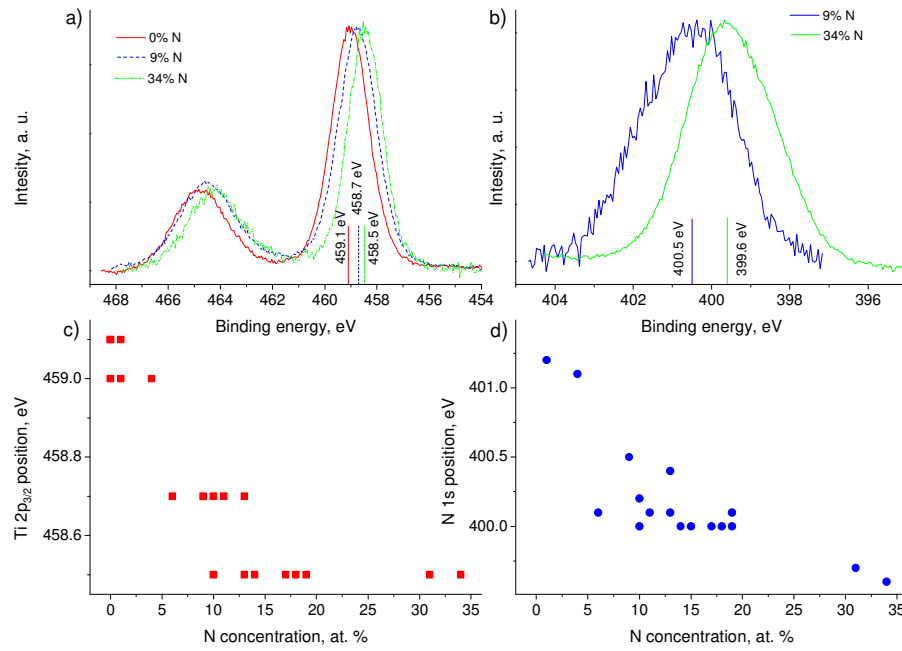 a)
0% N
9% N
34% N
Intesity, a. u.
459.1 eV
458.7 eV
458.5 eV
468 466 464 462 460 458 456 454
Binding energy, eV
b)
9% N
34% N
Intesity, a. u.
400.5 eV
399.6 eV
404 402 400 398 396
Binding energy, eV
c)
Ti 2p3/2 position, eV
459.0
458.8
458.6
0 5 10 15 20 25 30 35
N concentration, at. %
d)
N 1s position, eV
401.0
400.5
400.0
0 5 10 15 20 25 30 35
N concentration, at. %